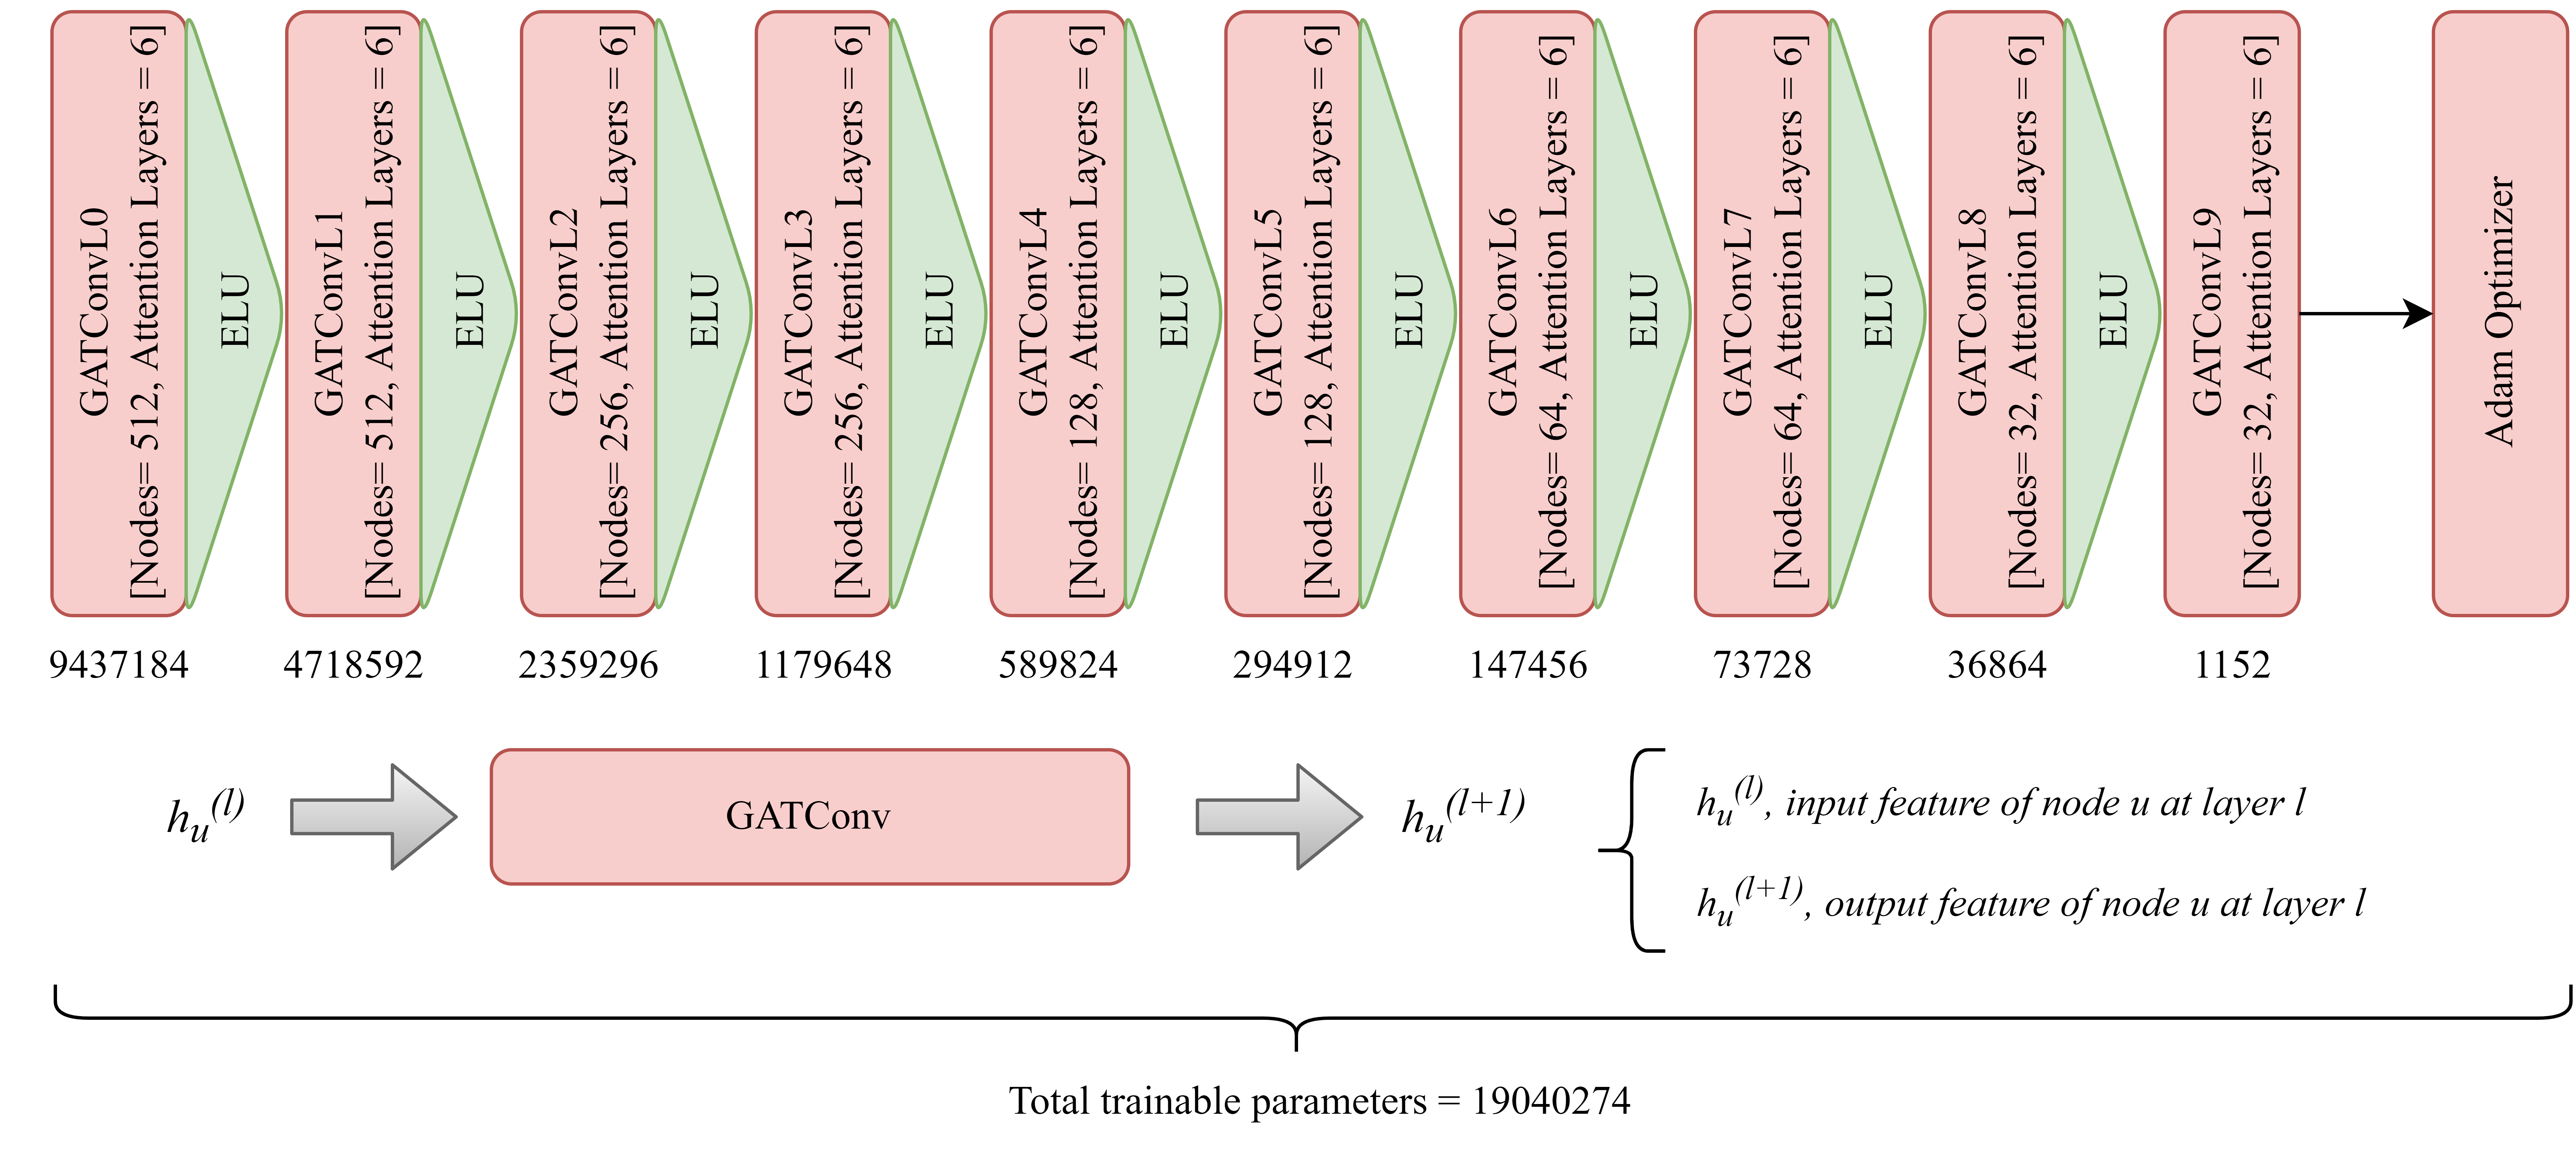 GATConvL0
[Nodes= 512, Attention Layers = 6]
ELU
GATConvL1
[Nodes= 512, Attention Layers = 6]
ELU
GATConvL2
[Nodes= 256, Attention Layers = 6]
ELU
GATConvL3
[Nodes= 256, Attention Layers = 6]
ELU
GATConvL4
[Nodes= 128, Attention Layers = 6]
ELU
GATConvL5
[Nodes= 128, Attention Layers = 6]
ELU
GATConvL6
[Nodes= 64, Attention Layers = 6]
ELU
GATConvL7
[Nodes= 64, Attention Layers = 6]
ELU
GATConvL8
[Nodes= 32, Attention Layers = 6]
ELU
GATConvL9
[Nodes= 32, Attention Layers = 6]
Adam Optimizer
9437184 4718592 2359296 1179648 589824 294912 147456 73728 36864 1152
h_u^(l)
GATConv
h_u^(l+1)
h_u^(l), input feature of node u at layer l
h_u^(l+1), output feature of node u at layer l
Total trainable parameters = 19040274